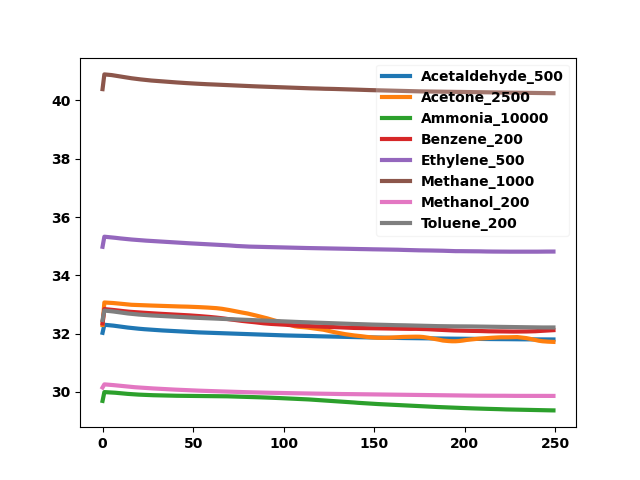 Acetaldehyde_500
Acetone_2500
Ammonia_10000
Benzene_200
Ethylene_500
Methane_1000
Methanol_200
Toluene_200
40
38
36
34
32
30
0 50 100 150 200 250